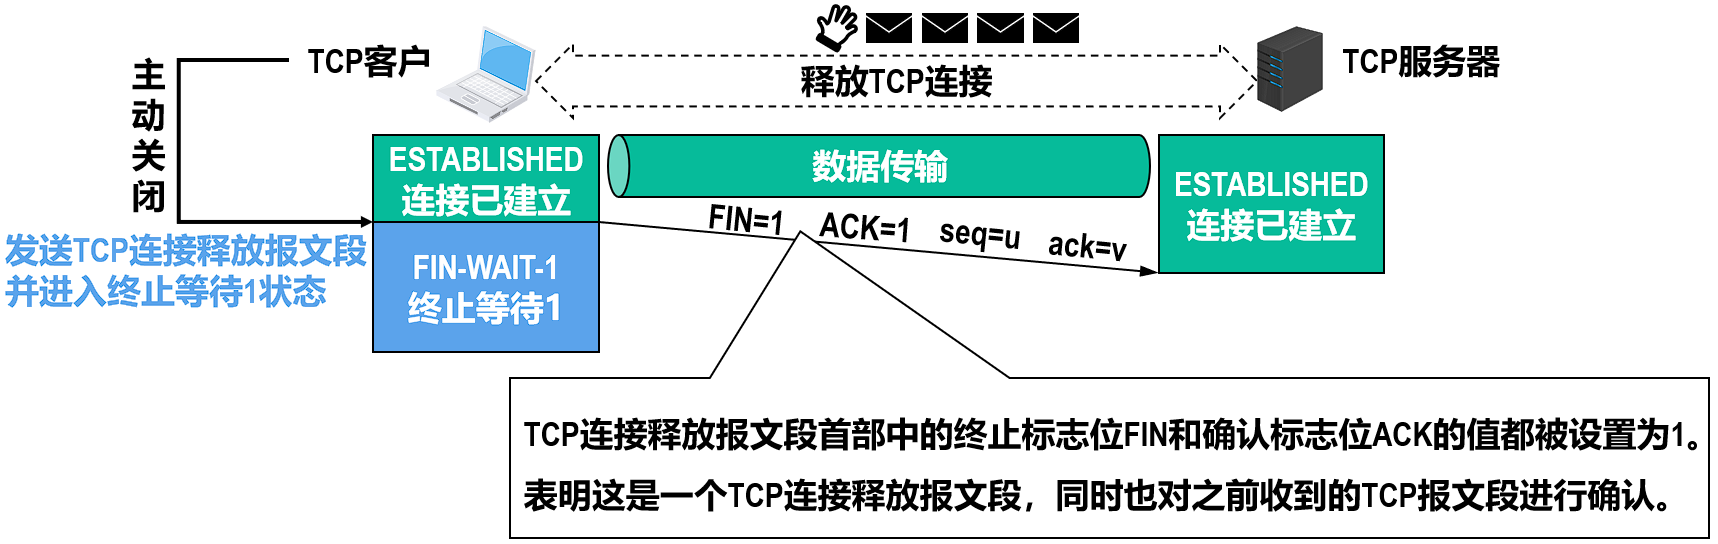 TCP客户
释放TCP连接
TCP服务器
主动关闭
ESTABLISHED
连接已建立
数据传输
ESTABLISHED
连接已建立
FIN=1 ACK=1 seq=u ack=v
发送TCP连接释放报文段
并进入终止等待1状态
FIN-WAIT-1
终止等待1
TCP连接释放报文段首部中的终止标志位FIN和确认标志位ACK的值都被设置为1。
表明这是一个TCP连接释放报文段，同时也对之前收到的TCP报文段进行确认。